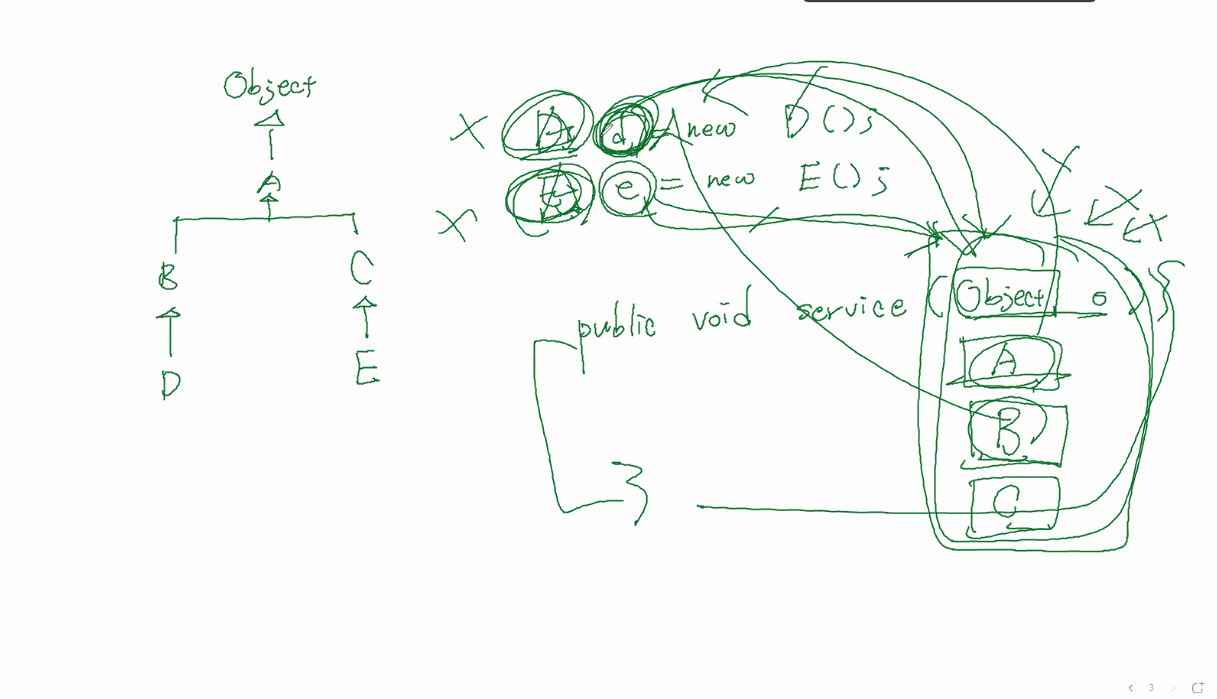 Object
A
B
C
D
E
d = new D();
e = new E();
public void service (Object o) {
A
B
C
}
3